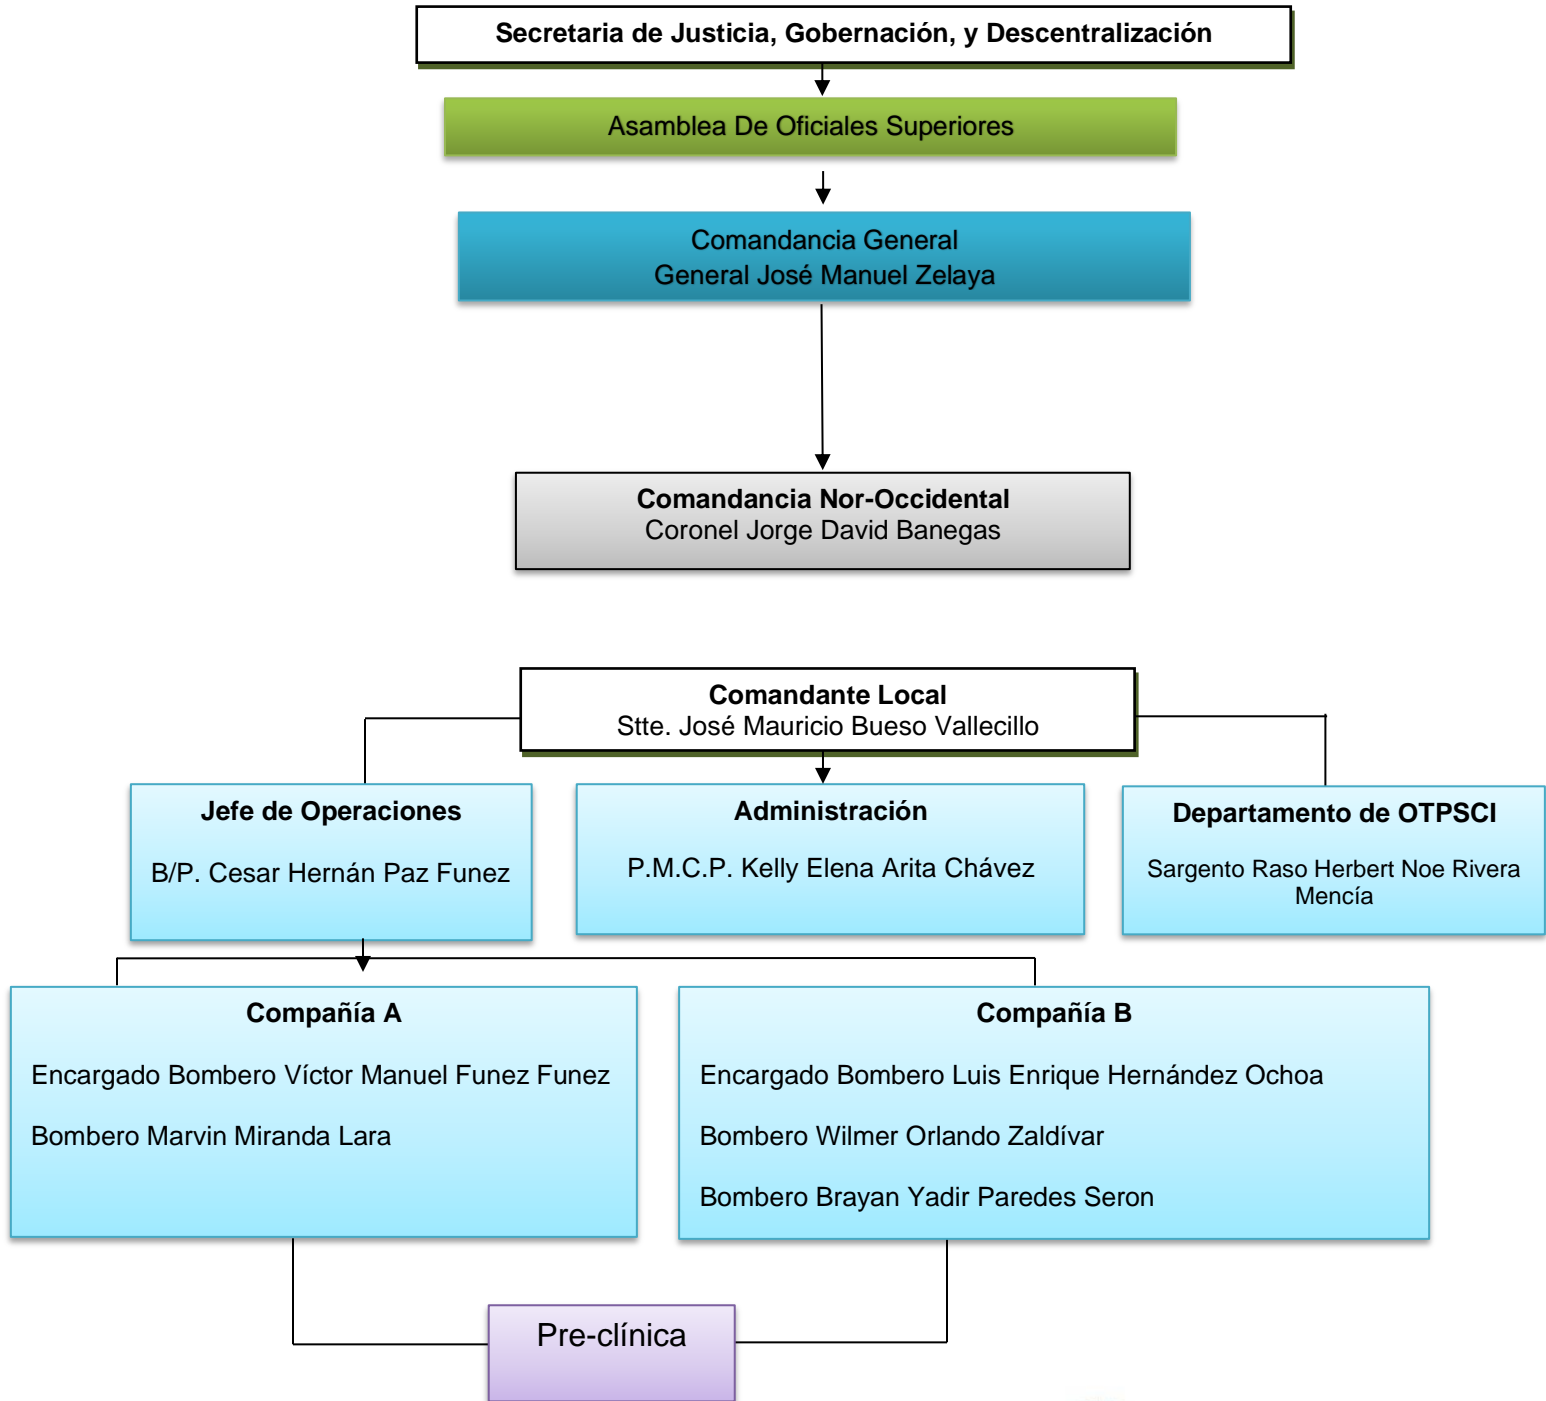 Secretaria de Justicia, Gobernación, y Descentralización
Asamblea De Oficiales Superiores
Comandancia General
General José Manuel Zelaya
Comandancia Nor-Occidental
Coronel Jorge David Banegas
Comandante Local
Stte. José Mauricio Bueso Vallecillo
Jefe de Operaciones
B/P. Cesar Hernán Paz Funez
Administración
P.M.C.P. Kelly Elena Arita Chávez
Departamento de OTPSCI
Sargento Raso Herbert Noe Rivera
Mencía
Compañía A
Encargado Bombero Víctor Manuel Funez Funez
Bombero Marvin Miranda Lara
Compañía B
Encargado Bombero Luis Enrique Hernández Ochoa
Bombero Wilmer Orlando Zaldívar
Bombero Brayan Yadir Paredes Seron
Pre-clínica